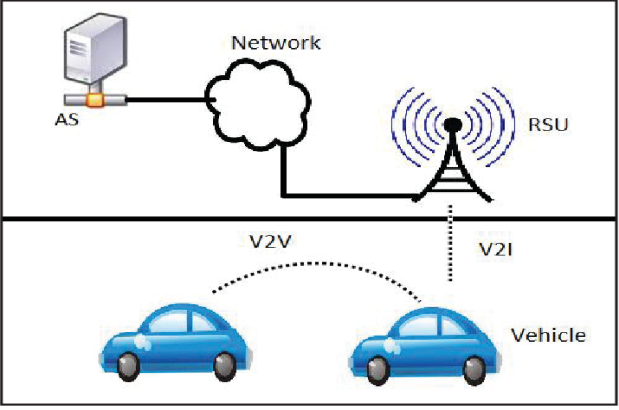 Network
AS
RSU
V2V
V2I
Vehicle